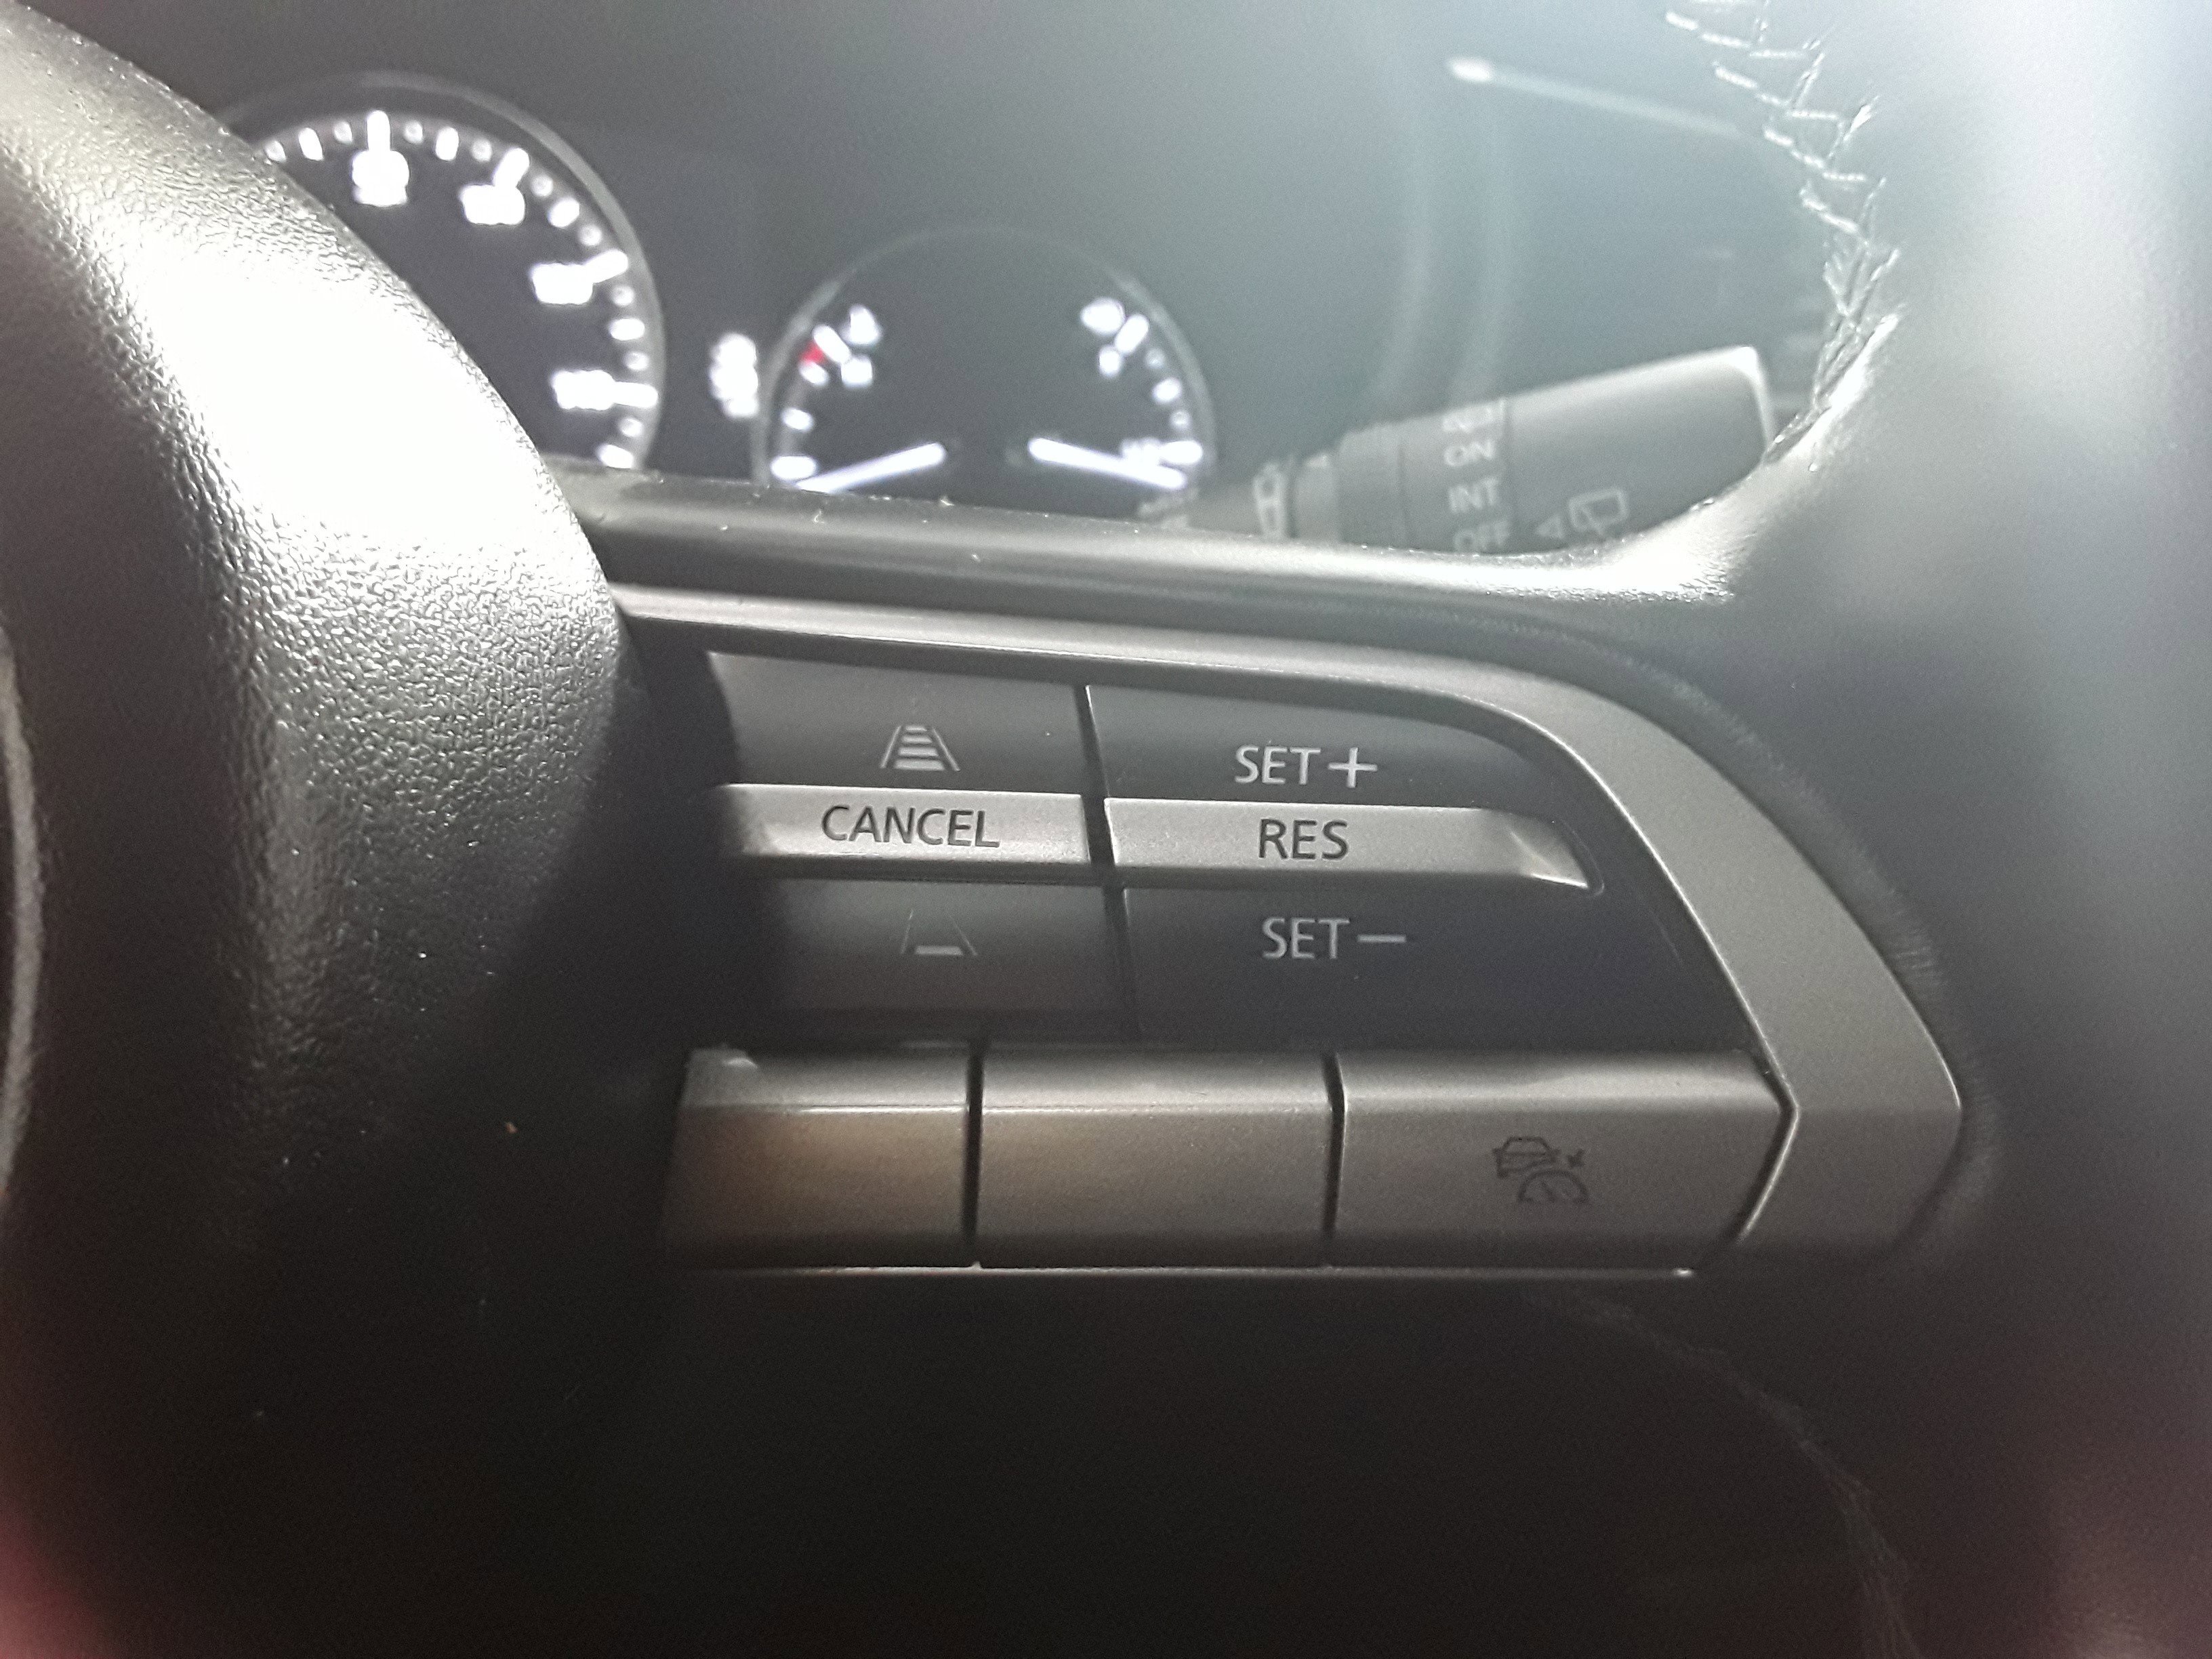 ON
INT
OFF
SET+
CANCEL
RES
SET–